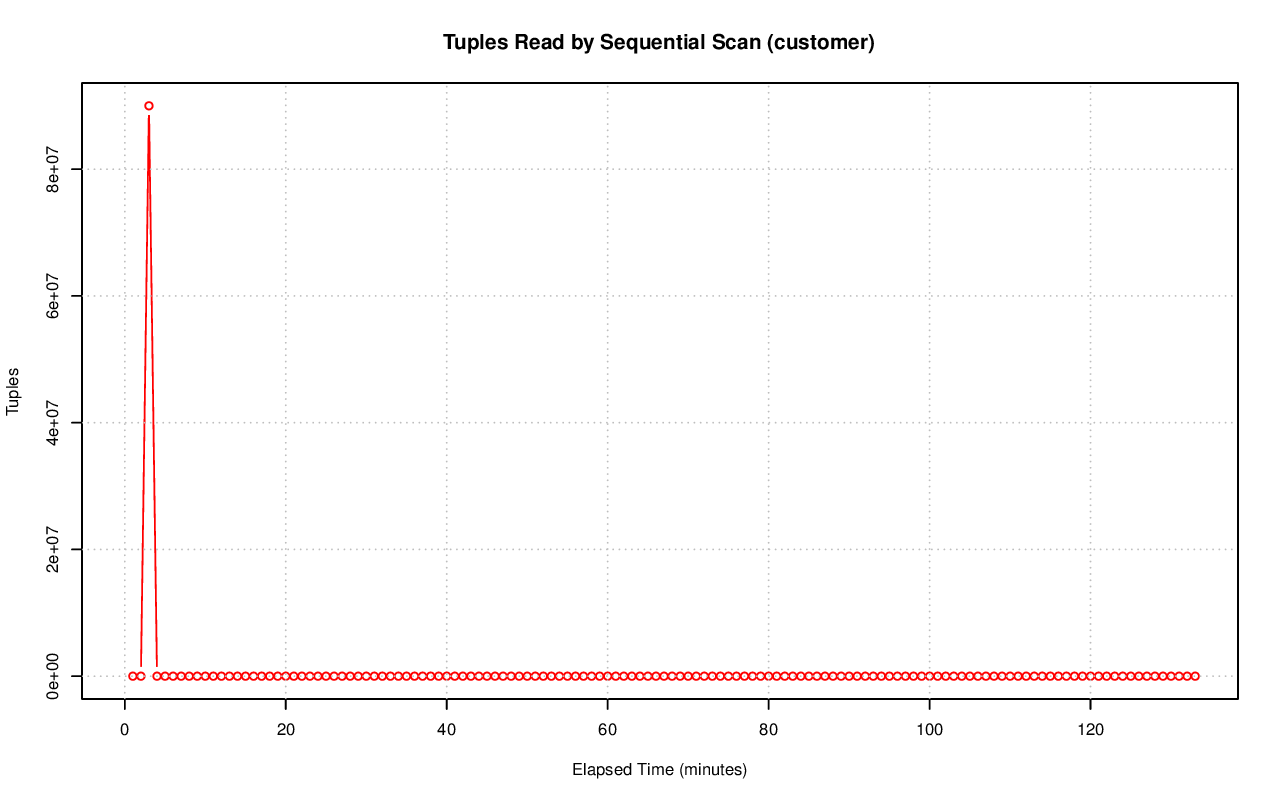 Tuples Read by Sequential Scan (customer)
Tuples
8e+07
6e+07
4e+07
2e+07
0e+00
0 20 40 60 80 100 120
Elapsed Time (minutes)